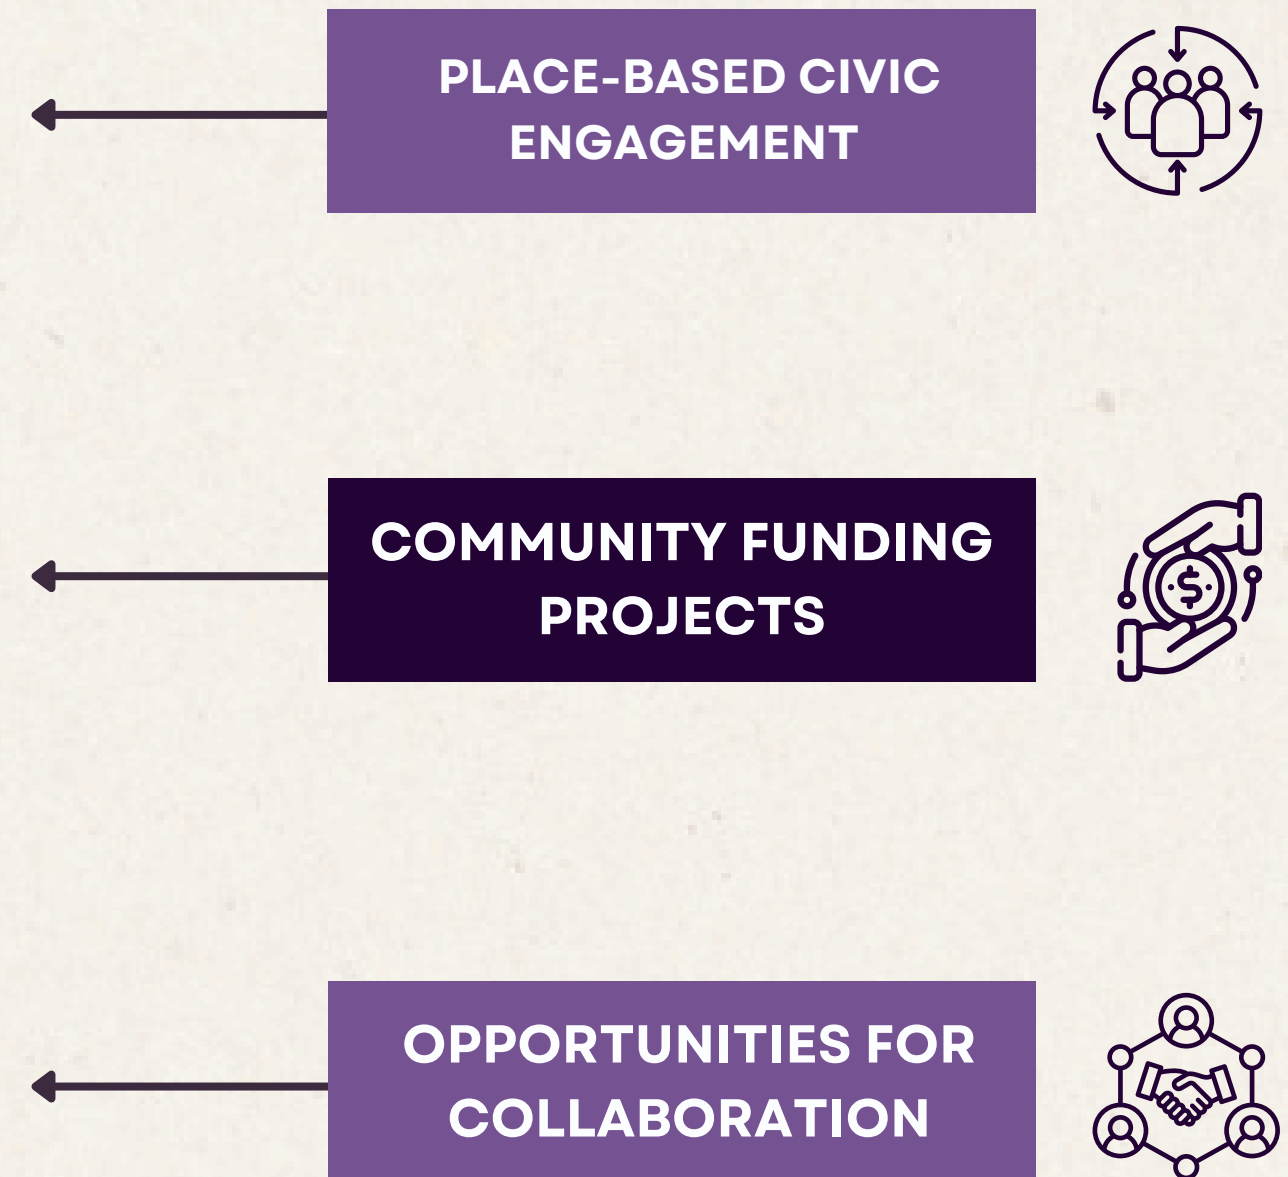 PLACE-BASED CIVIC
ENGAGEMENT
COMMUNITY FUNDING
PROJECTS
$
OPPORTUNITIES FOR
COLLABORATION